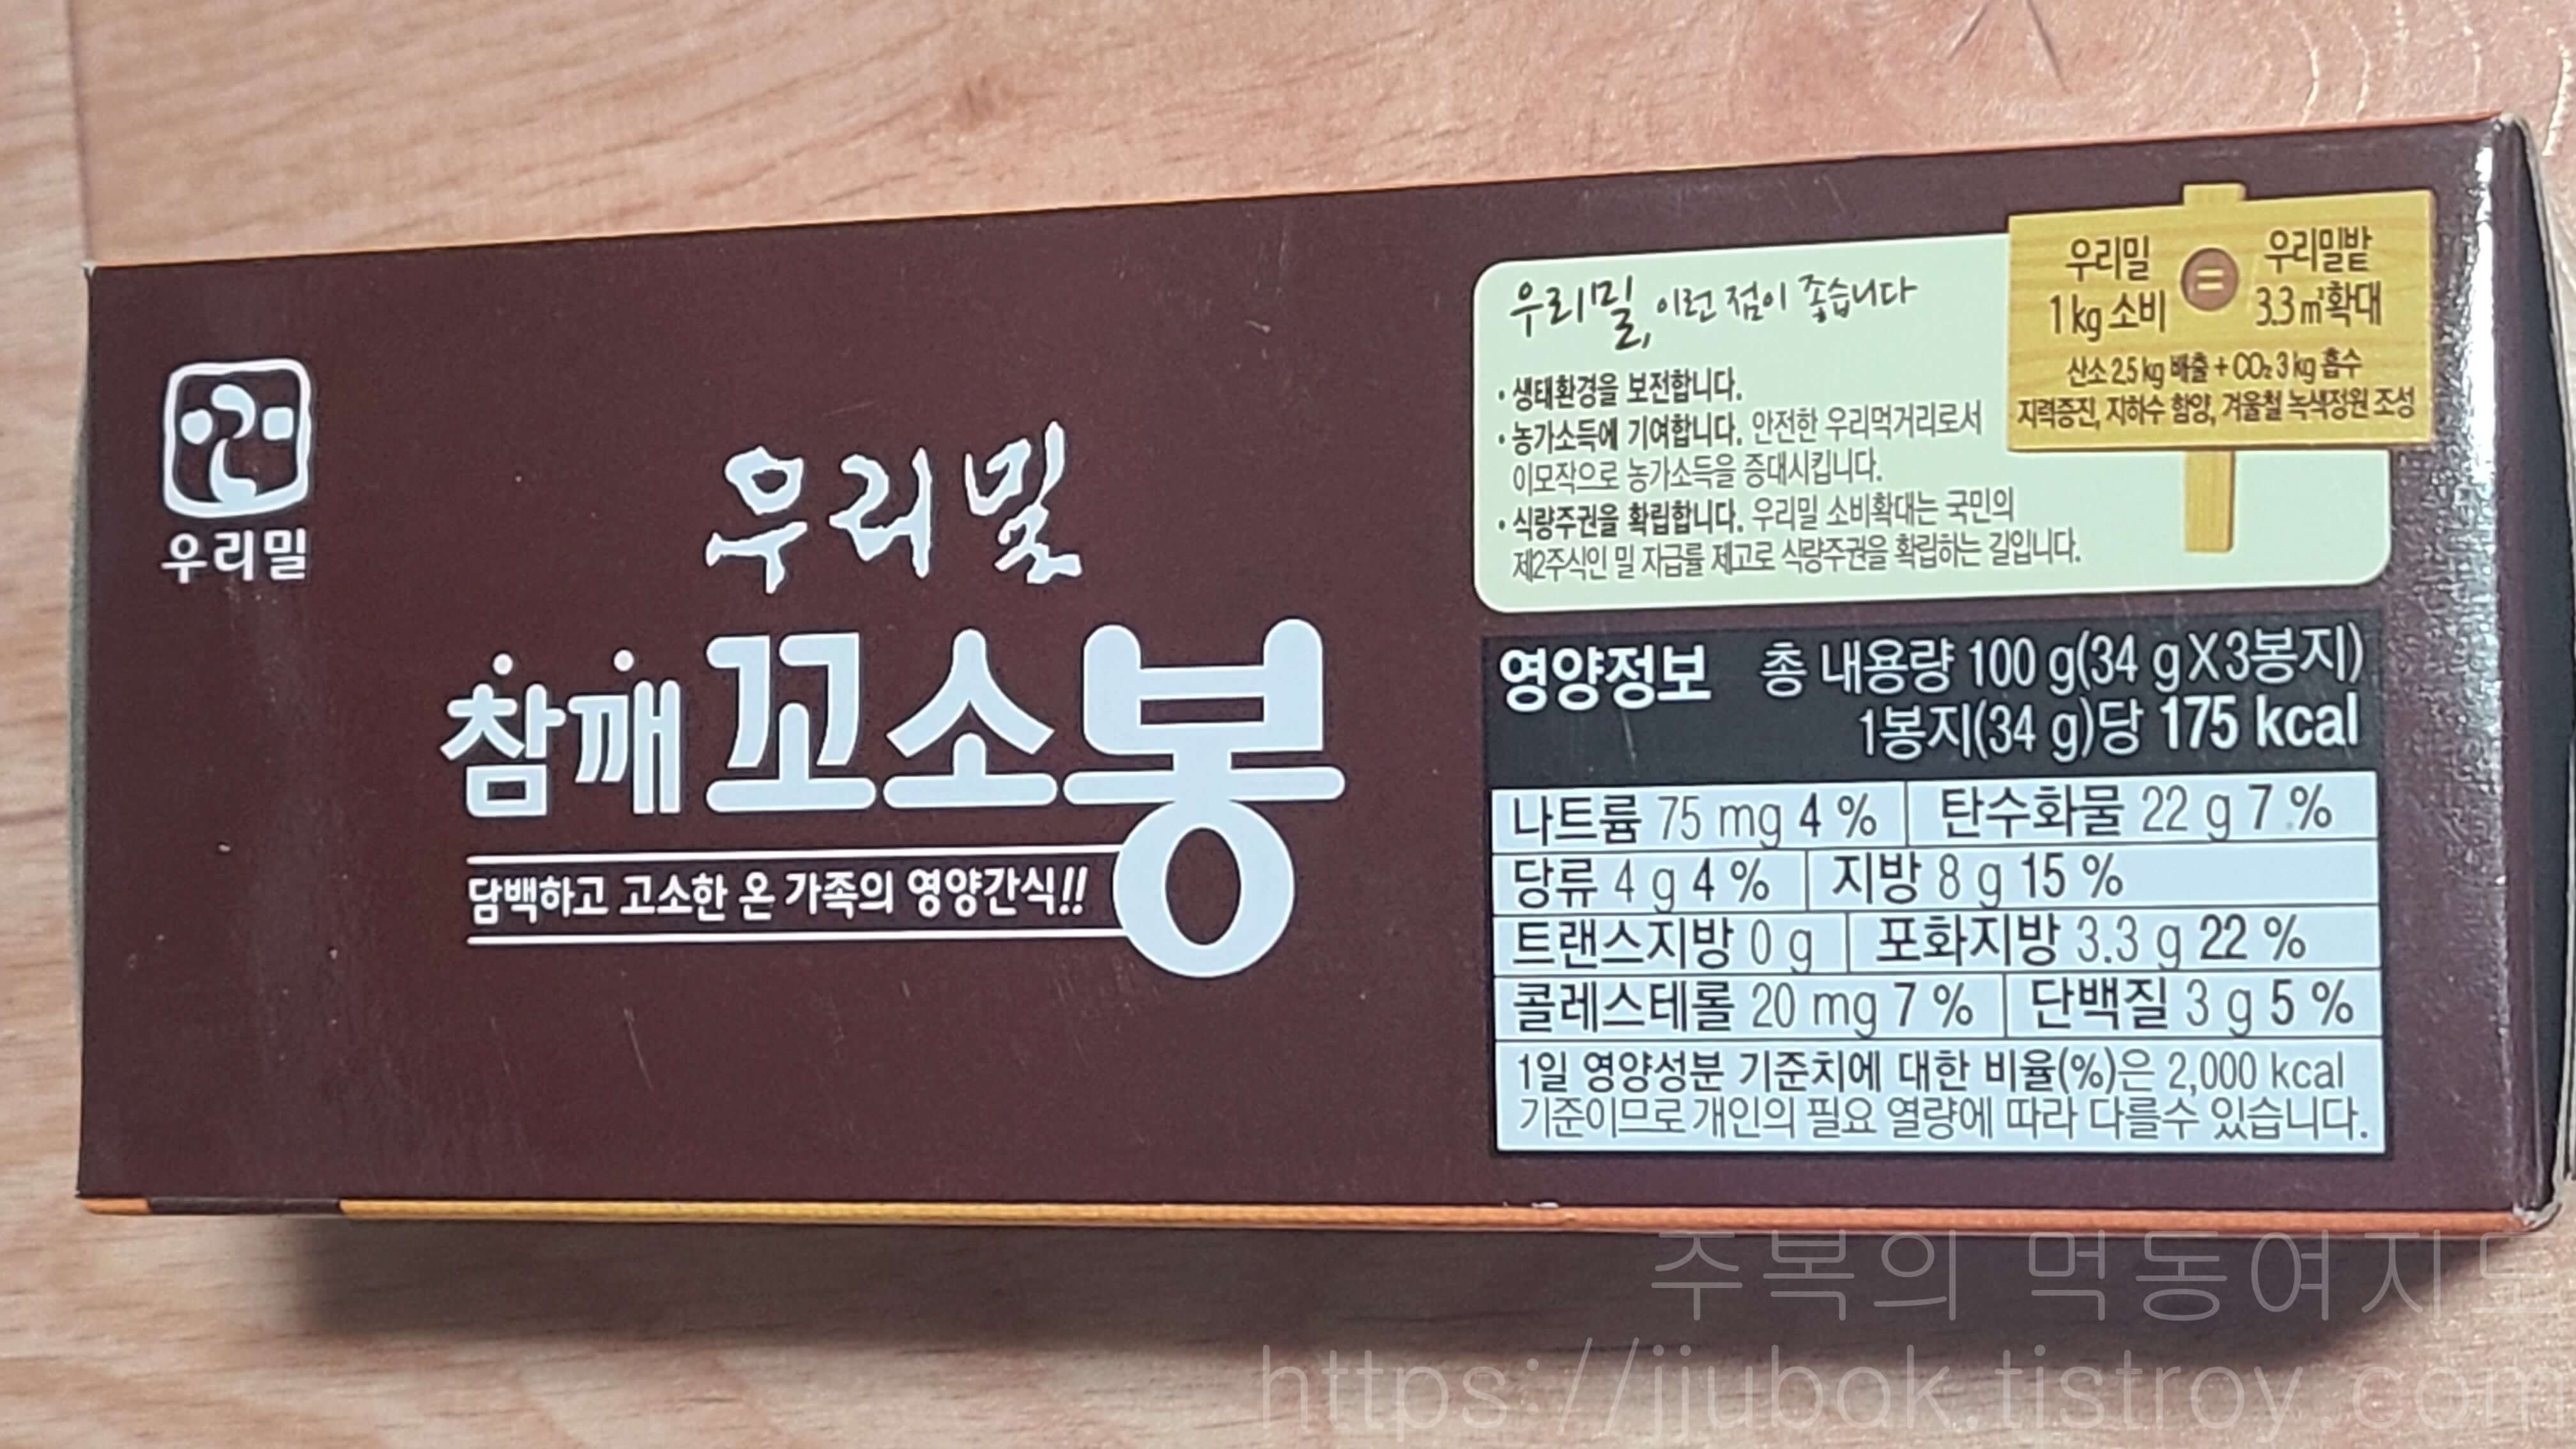 우리밀
우리밀
참깨 꼬소봉
담백하고 고소한 온 가족의 영양간식!!
우리밀, 이런 점이 좋습니다
• 생태환경을 보전합니다.
• 농가소득에 기여합니다. 안전한 우리먹거리로서
이모작으로 농가소득을 증대시킵니다.
• 식량주권을 확립합니다. 우리밀 소비확대는 국민의
제2주식인 밀 자급률 제고로 식량주권을 확립하는 길입니다.
우리밀 = 우리밀밭
1kg 소비 3.3㎡확대
산소 2.5kg 배출 + CO₂ 3kg 흡수
지력증진, 지하수 함양, 겨울철 녹색정원 조성
영양정보 총 내용량 100 g(34 gX3봉지)
1봉지(34 g)당 175 kcal
나트륨 75 mg 4 % 탄수화물 22 g 7 %
당류 4 g 4 % 지방 8 g 15 %
트랜스지방 0 g 포화지방 3.3 g 22 %
콜레스테롤 20 mg 7 % 단백질 3 g 5 %
1일 영양성분 기준치에 대한 비율(%)은 2,000 kcal
기준이므로 개인의 필요 열량에 따라 다를수 있습니다.
주복의 먹동여지도
https://jjubok.tistroy.com